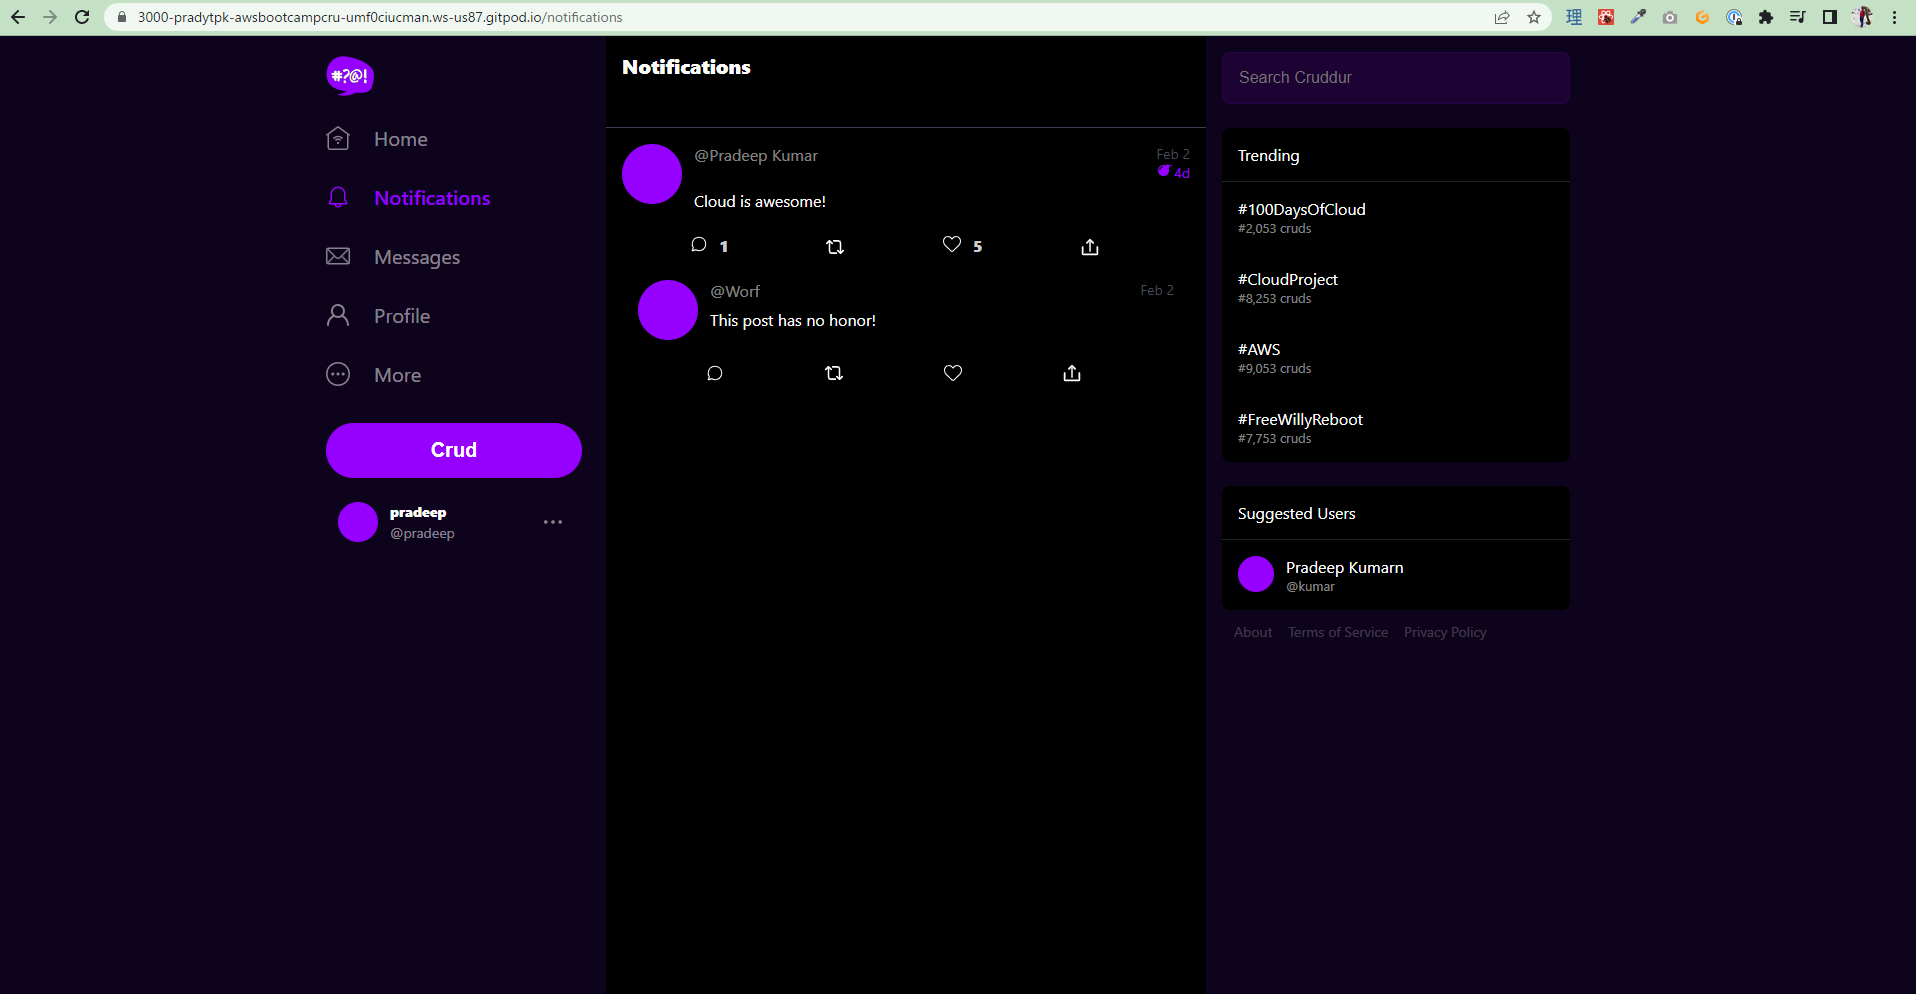 3000-pradytpk-awsbootcampcru-umf0ciucman.ws-us87.gitpod.io/notifications
理
#?@!
Home
Notifications
Messages
Profile
More
Crud
pradeep
@pradeep
Notifications
@Pradeep Kumar
Feb 2
4d
Cloud is awesome!
1
5
@Worf
Feb 2
This post has no honor!
Search Cruddur
Trending
#100DaysOfCloud
#2,053 cruds
#CloudProject
#8,253 cruds
#AWS
#9,053 cruds
#FreeWillyReboot
#7,753 cruds
Suggested Users
Pradeep Kumarn
@kumar
About Terms of Service Privacy Policy